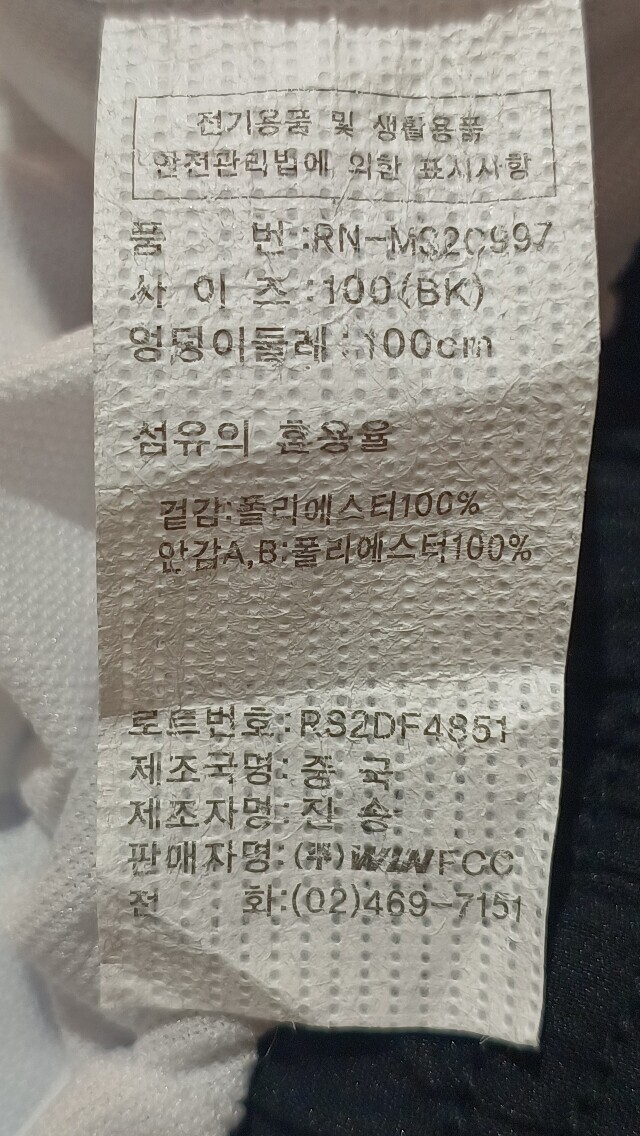 전기용품 및 생활용품
안전관리법에 의한 표시사항
품 번:RN-MS2C997
사 이 즈:100(BK)
엉덩이둘레:100cm
섬유의 혼용율
겉감:폴리에스터100%
안감A,B:폴리에스터100%
로트번호:RS2DF4851
제조국명:중 국
제조자명:진 송
판매자명:(주)WINFCC
전 화:(02)469-7151